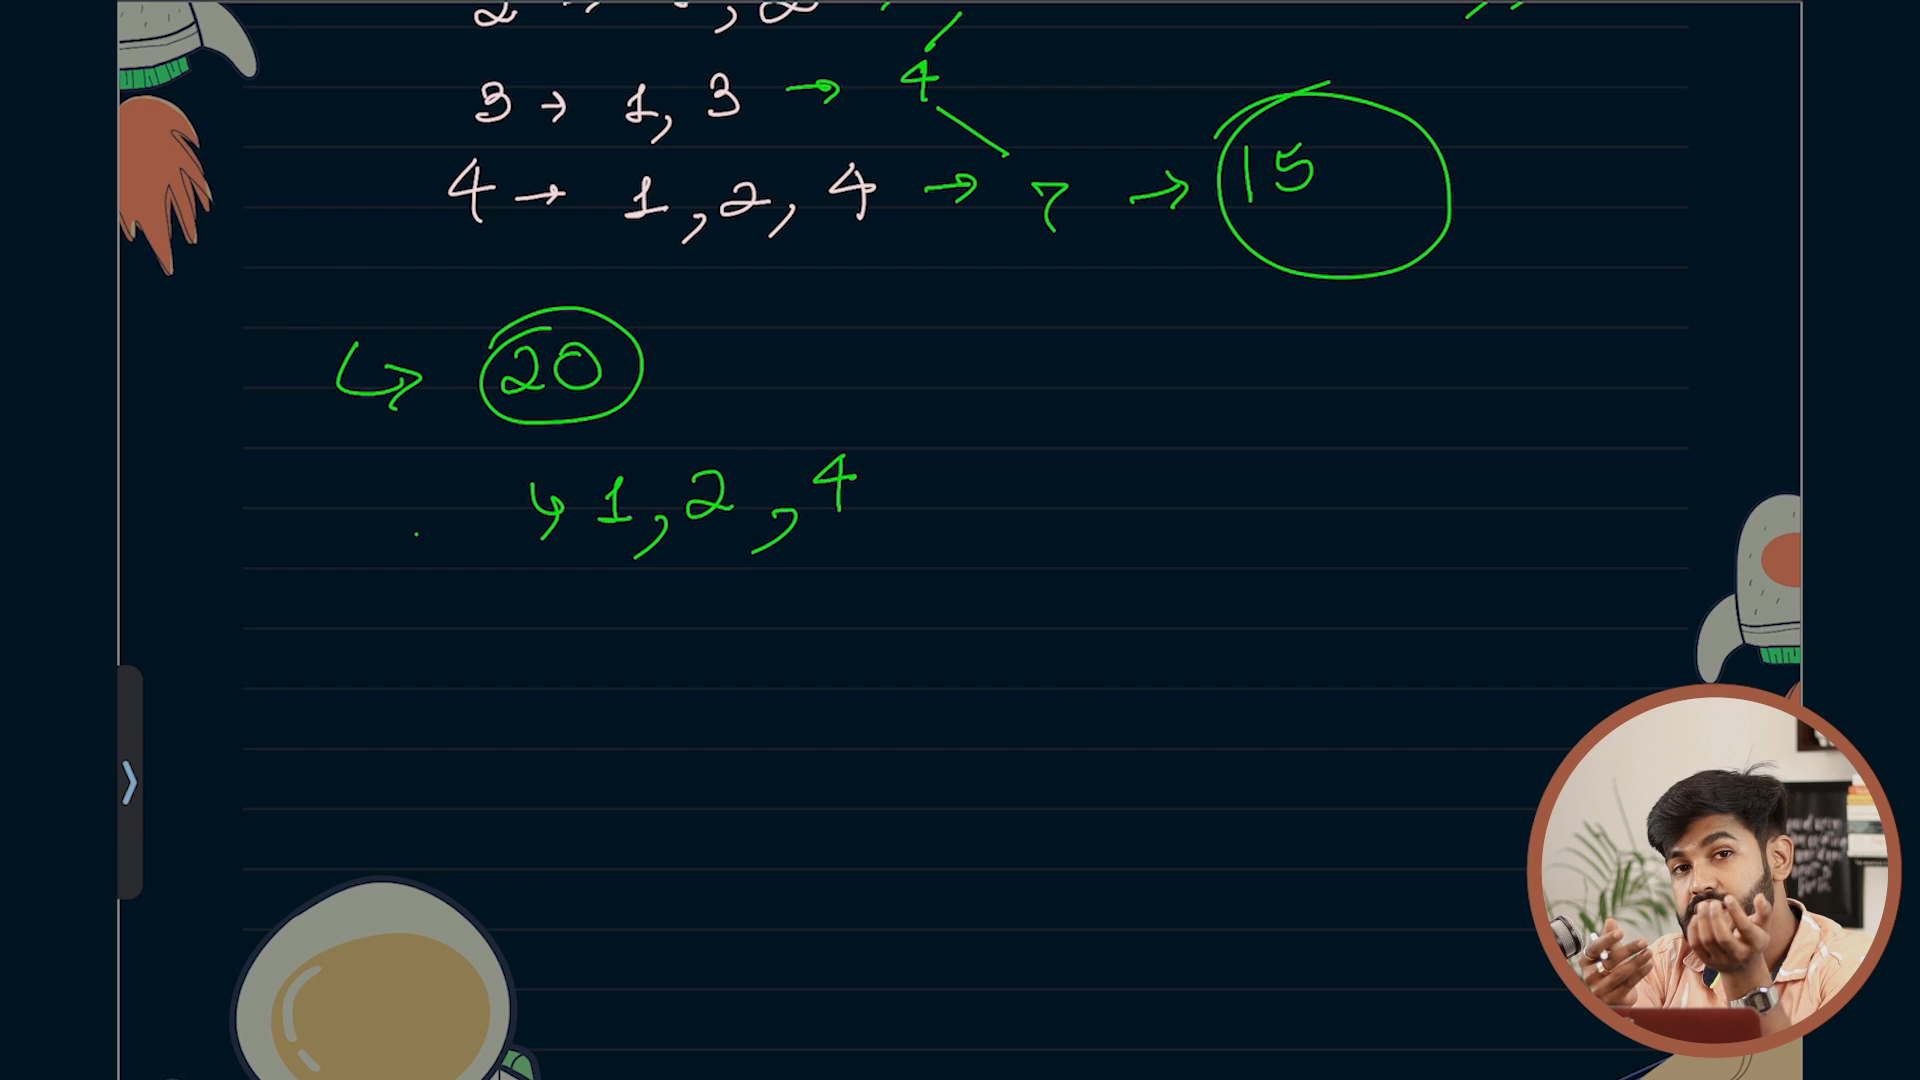 3 → 1, 3 → 4
4 → 1, 2, 4 → 7 → 15
↳ 20
↳ 1, 2, 4